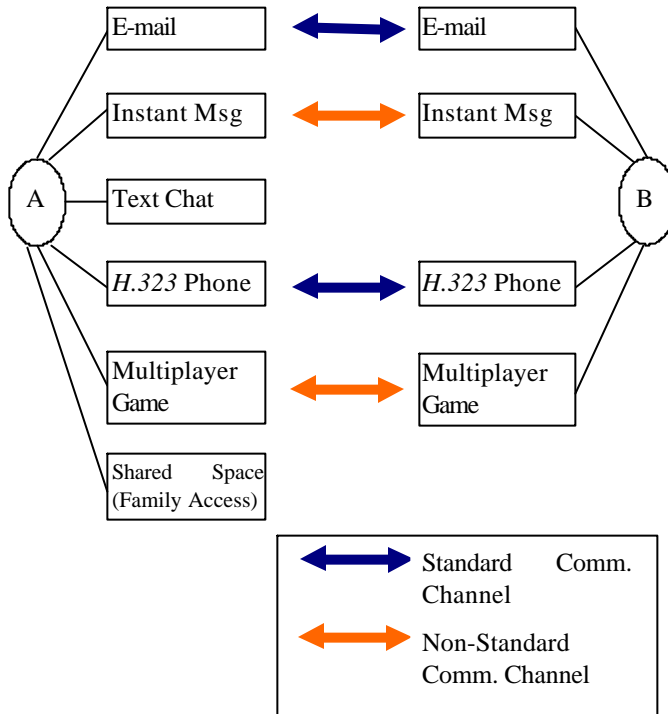 E-mail
E-mail
Instant Msg
Instant Msg
A
Text Chat
B
H.323 Phone
H.323 Phone
Multiplayer
Game
Multiplayer
Game
Shared Space
(Family Access)
Standard Comm.
Channel
Non-Standard
Comm. Channel